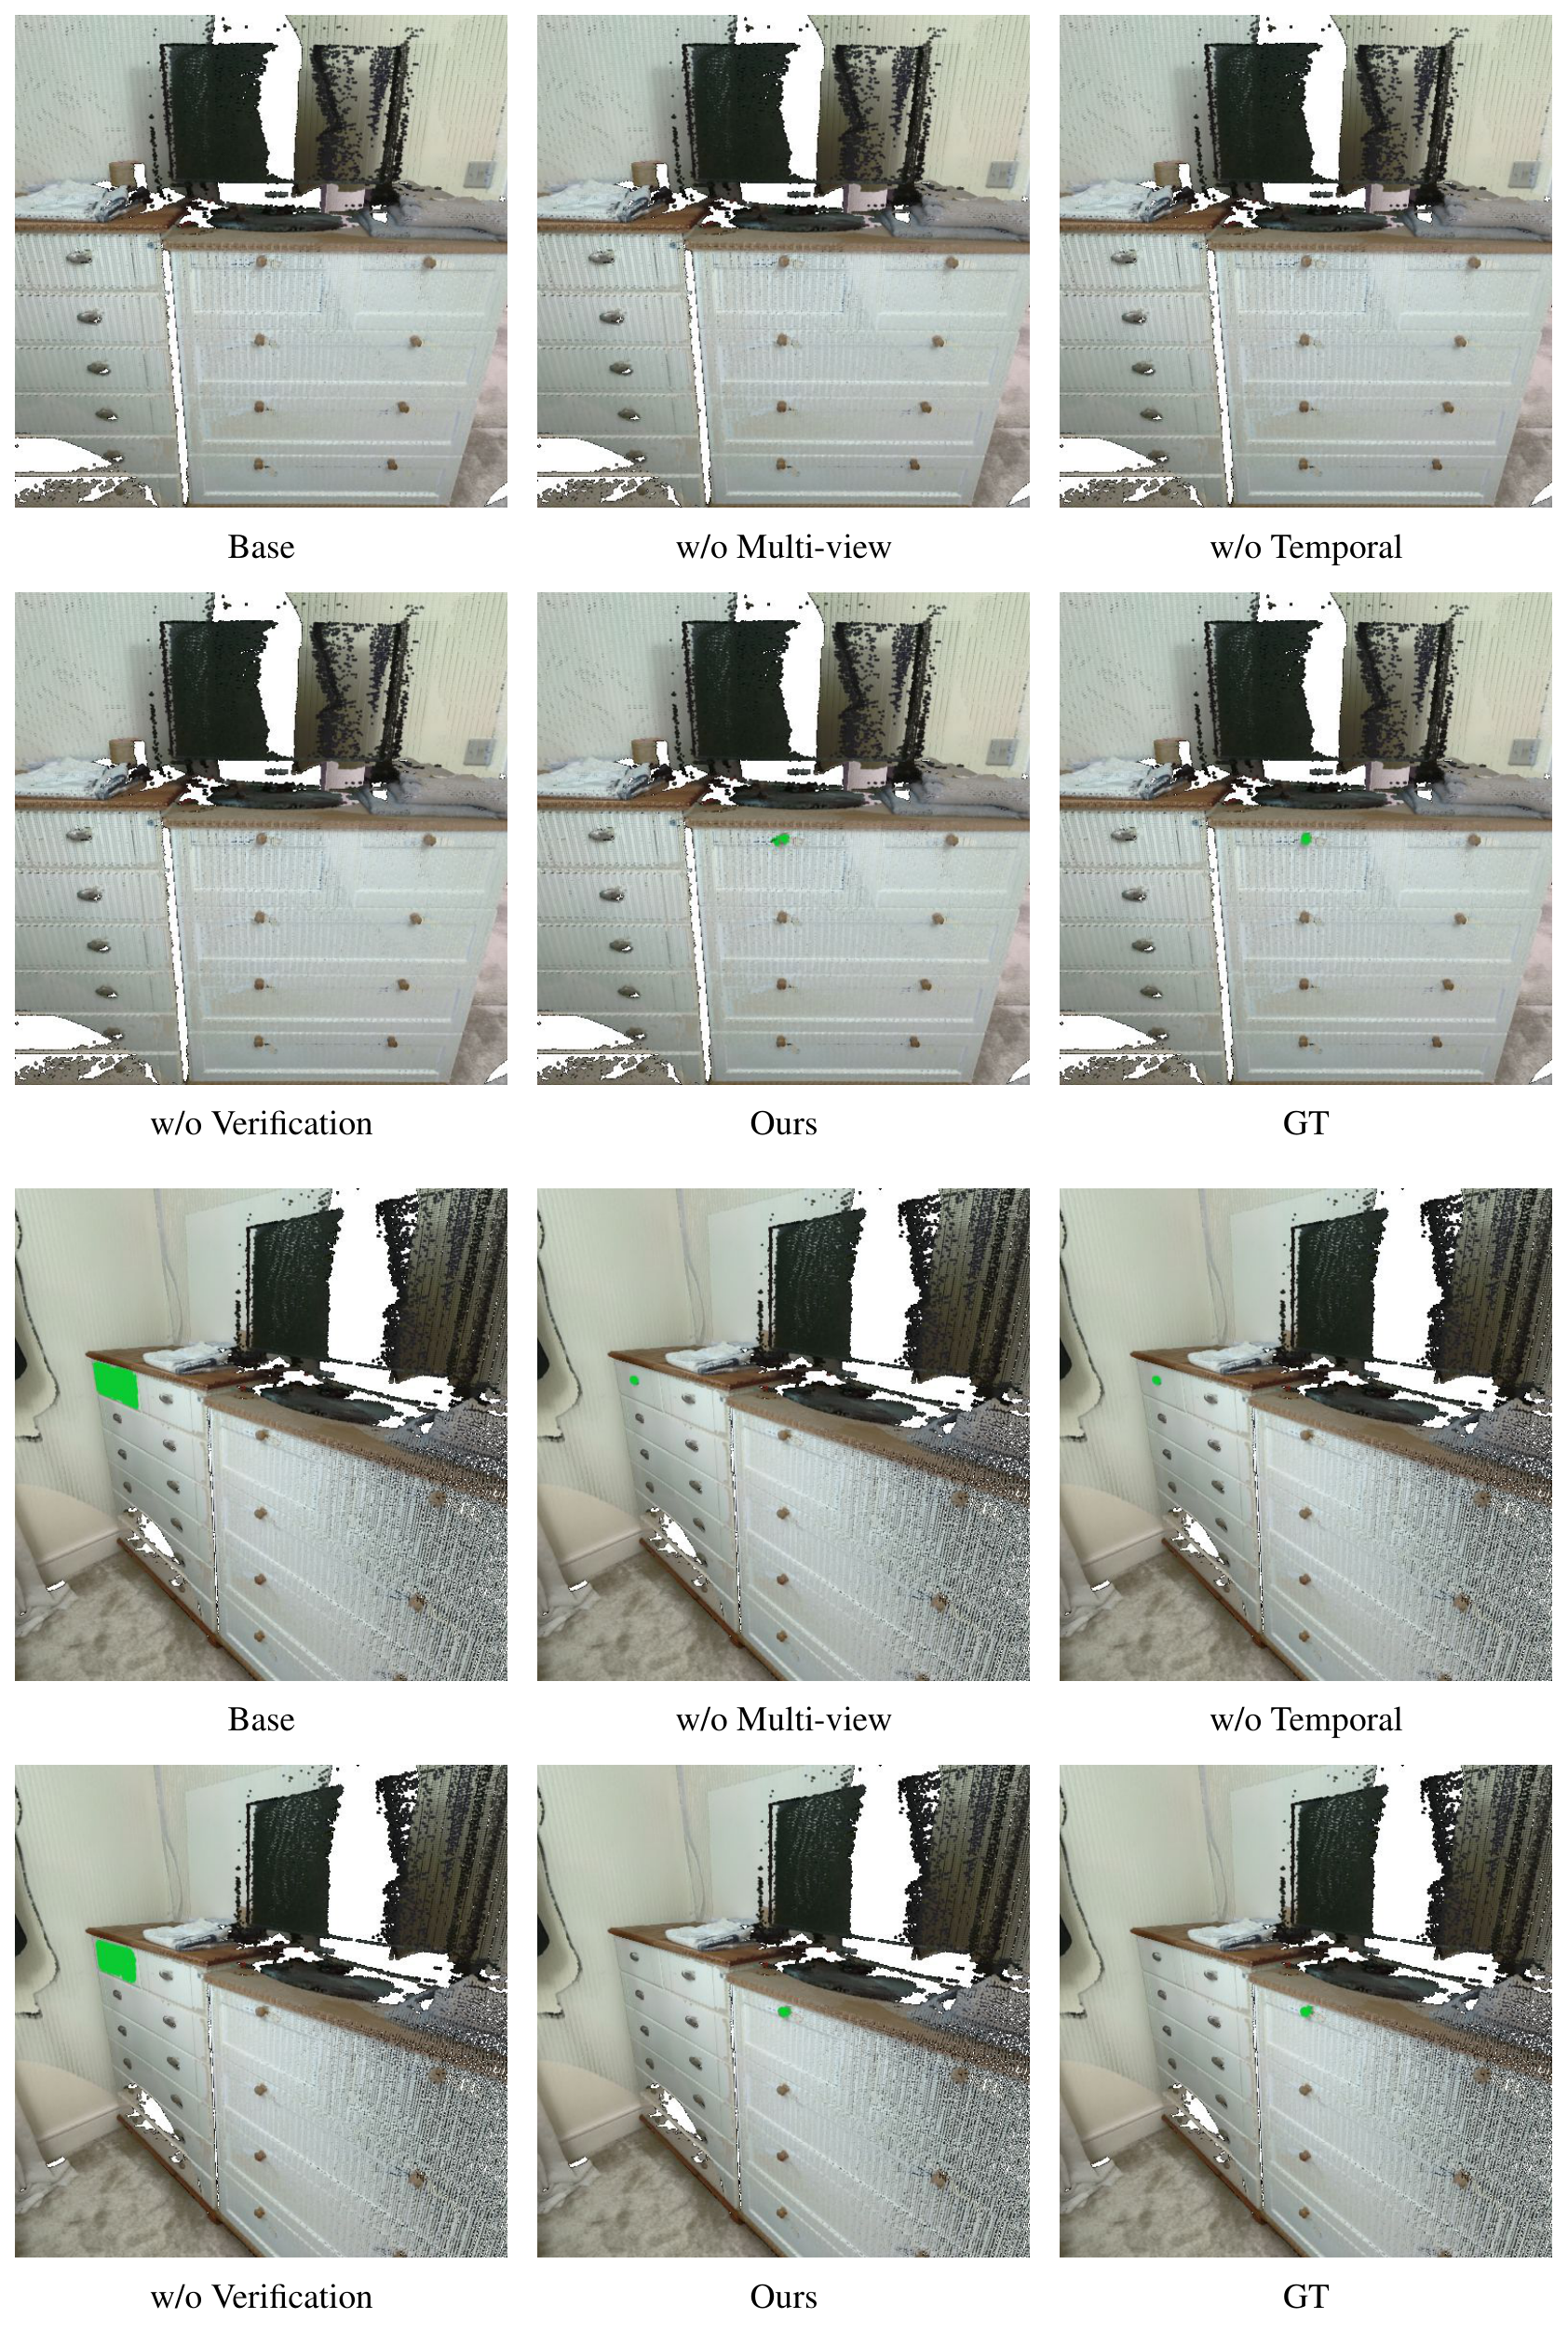 Base
w/o Multi-view
w/o Temporal
w/o Verification
Ours
GT
Base
w/o Multi-view
w/o Temporal
w/o Verification
Ours
GT